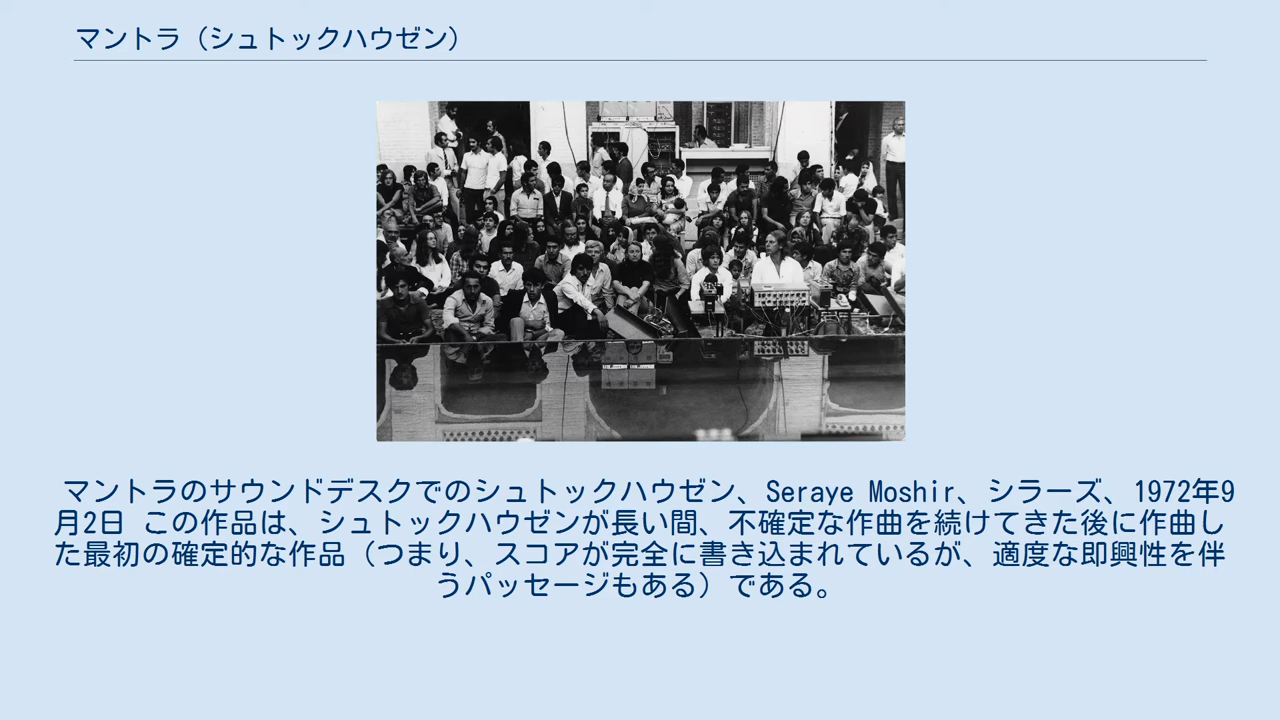 マントラ（シュトックハウゼン）
マントラのサウンドデスクでのシュトックハウゼン、Seraye Moshir、シラーズ、1972年9
月2日 この作品は、シュトックハウゼンが長い間、不確定な作曲を続けてきた後に作曲し
た最初の確定的な作品（つまり、スコアが完全に書き込まれているが、適度な即興性を伴
うパッセージもある）である。